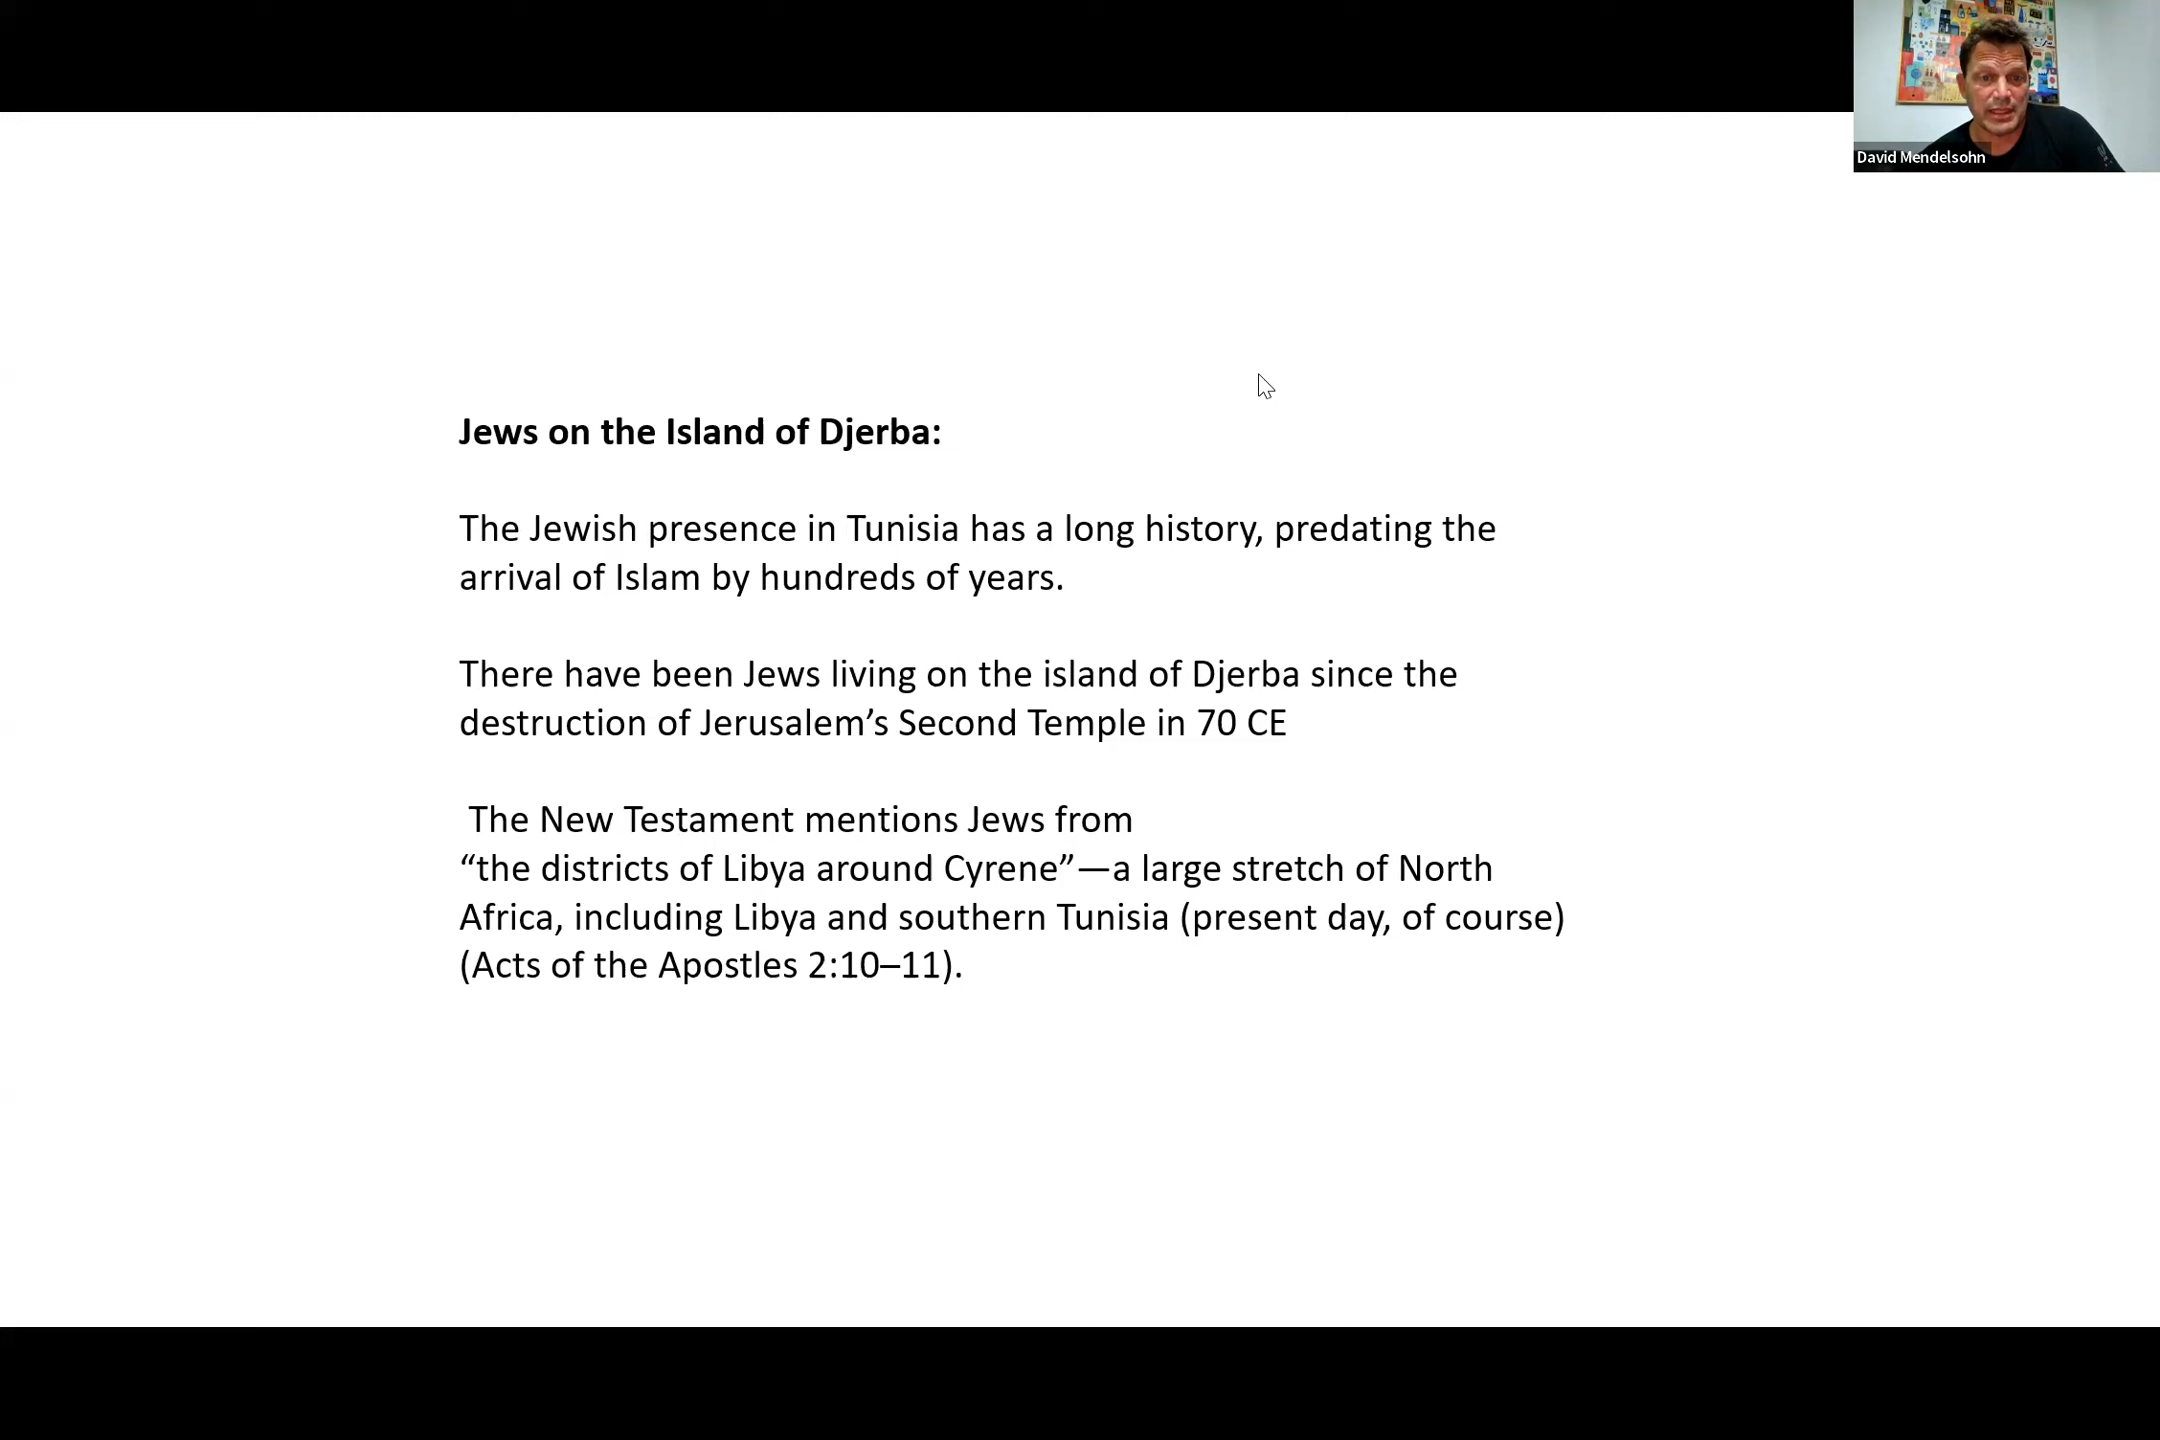 David Mendelsohn
Jews on the Island of Djerba:
The Jewish presence in Tunisia has a long history, predating the
arrival of Islam by hundreds of years.
There have been Jews living on the island of Djerba since the
destruction of Jerusalem’s Second Temple in 70 CE
The New Testament mentions Jews from
“the districts of Libya around Cyrene”—a large stretch of North
Africa, including Libya and southern Tunisia (present day, of course)
(Acts of the Apostles 2:10–11).